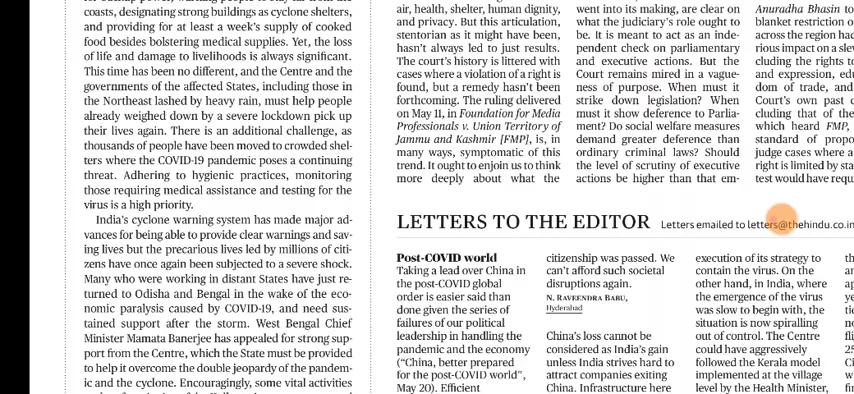 coasts, designating strong buildings as cyclone shelters,
and providing for at least a week's supply of cooked
food besides bolstering medical supplies. Yet, the loss
of life and damage to livelihoods is always significant.
This time has been no different, and the Centre and the
governments of the affected States, including those in
the Northeast lashed by heavy rain, must help people
already weighed down by a severe lockdown pick up
their lives again. There is an additional challenge, as
thousands of people have been moved to crowded shel-
ters where the COVID-19 pandemic poses a continuing
threat. Adhering to hygienic practices, monitoring
those requiring medical assistance and testing for the
virus is a high priority.
India's cyclone warning system has made major ad-
vances for being able to provide clear warnings and sav-
ing lives but the precarious lives led by millions of citi-
zens have once again been subjected to a severe shock.
Many who were working in distant States have just re-
turned to Odisha and Bengal in the wake of the eco-
nomic paralysis caused by COVID-19, and need sus-
tained support after the storm. West Bengal Chief
Minister Mamata Banerjee has appealed for strong sup-
port from the Centre, which the State must be provided
to help it overcome the double jeopardy of the pandem-
ic and the cyclone. Encouragingly, some vital activities
air, health, shelter, human dignity,
and privacy. But this articulation,
stentorian as it might have been,
hasn't always led to just results.
The court's history is littered with
cases where a violation of a right is
found, but a remedy hasn't been
forthcoming. The ruling delivered
on May 11, in Foundation for Media
Professionals v. Union Territory of
Jammu and Kashmir [FMP], is, in
many ways, symptomatic of this
trend. It ought to enjoin us to think
more deeply about what the
went into its making, are clear on
what the judiciary's role ought to
be. It is meant to act as an inde-
pendent check on parliamentary
and executive actions. But the
Court remains mired in a vague-
ness of purpose. When must it
strike down legislation? When
must it show deference to Parlia-
ment? Do social welfare measures
demand greater deference than
ordinary criminal laws? Should
the level of scrutiny of executive
actions be higher than that em-
Anuradha Bhasin to
blanket restriction o
across the region ha
rious impact on a slew
cluding the rights to
and expression, edu
dom of trade, and
Court's own past c
cluding that of the
which heard FMP,
standard of propo
judge cases where a
right is limited by sta
test would have requ
LETTERS TO THE EDITOR Letters emailed to letters@thehindu.co.in
Post-COVID world
Taking a lead over China in
the post-COVID global
order is easier said than
done given the series of
failures of our political
leadership in handling the
pandemic and the economy
("China, better prepared
for the post-COVID world",
May 20). Efficient
citizenship was passed. We
can't afford such societal
disruptions again.
N. RAVEENDRA BABU,
Hyderabad
China's loss cannot be
considered as India's gain
unless India strives hard to
attract companies exiting
China. Infrastructure here
execution of its strategy to
contain the virus. On the
other hand, in India, where
the emergence of the virus
was slow to begin with, the
situation is now spiralling
out of control. The Centre
could have aggressively
followed the Kerala model
implemented at the village
level by the Health Minister,